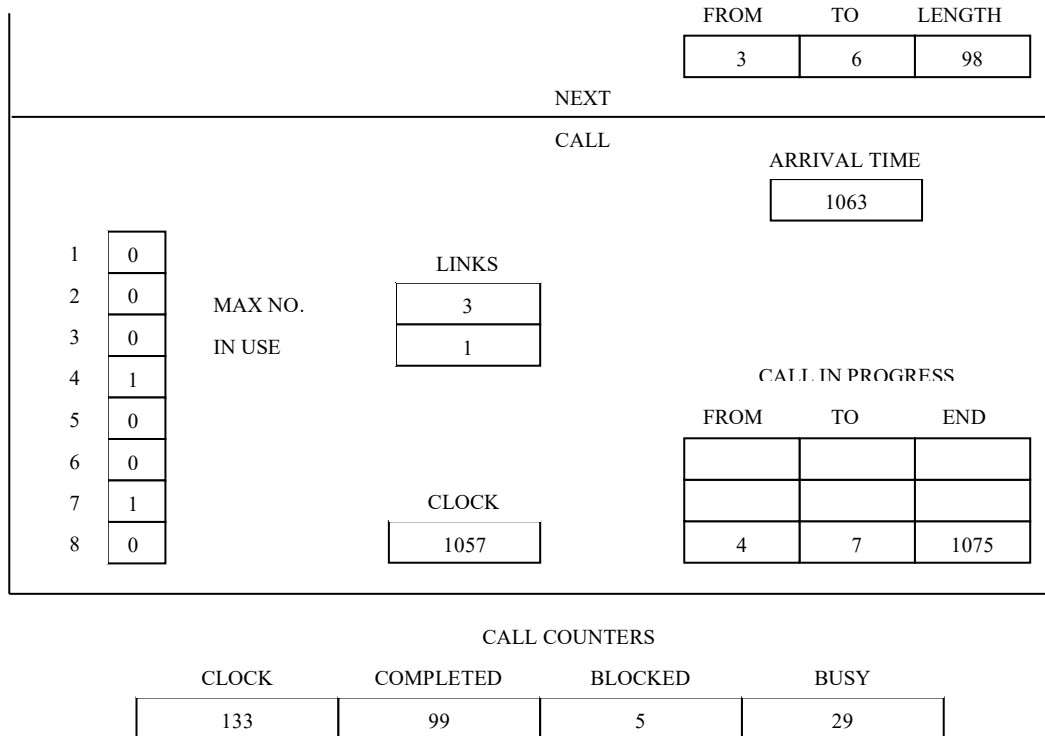 FROM TO LENGTH
3 6 98
NEXT
CALL
ARRIVAL TIME
1063
1 0
LINKS
2 0
MAX NO. 3
3 0
IN USE 1
4 1
CALL IN PROGRESS
5 0
FROM TO END
6 0
7 1
CLOCK
8 0
1057
4 7 1075
CALL COUNTERS
CLOCK COMPLETED BLOCKED BUSY
133 99 5 29